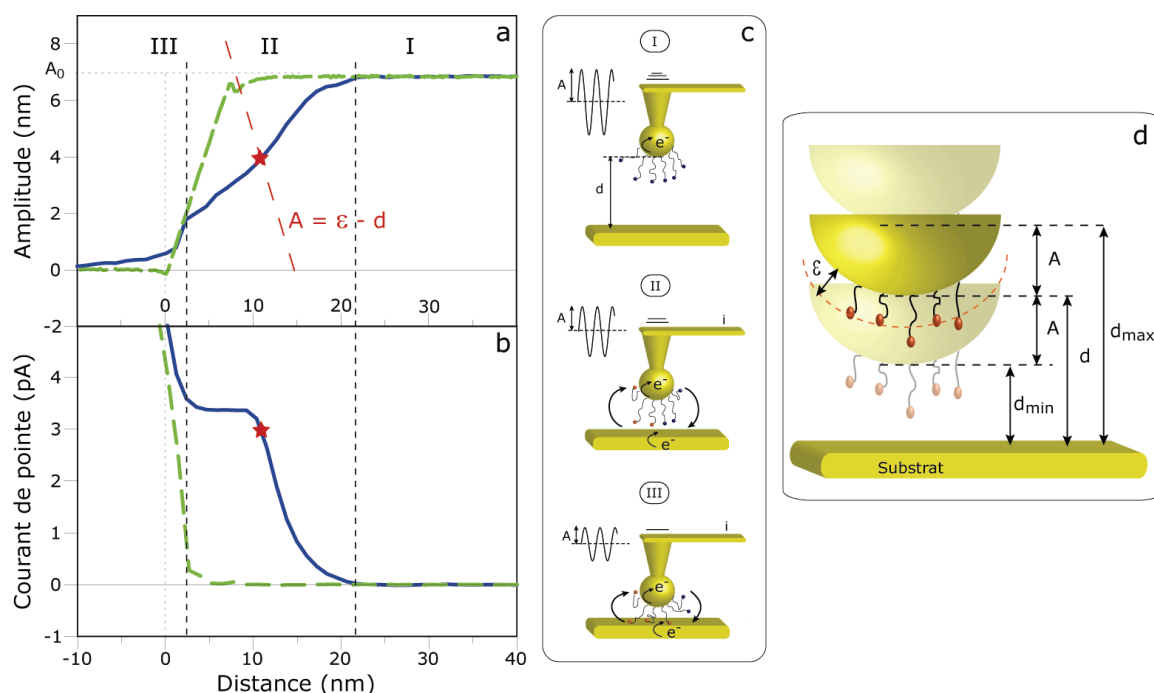 a
III II I
8
A₀
6
4
2
0
Amplitude (nm)
A = ε - d
0 10 20 30
b
-2
4
3
2
1
0
-1
Courant de pointe (pA)
-10 0 10 20 30 40
Distance (nm)
c
I
A
e⁻
d
II
A
i
e⁻
e⁻
III
A
i
e⁻
e⁻
d
ε
A
A
d
dmax
dmin
Substrat